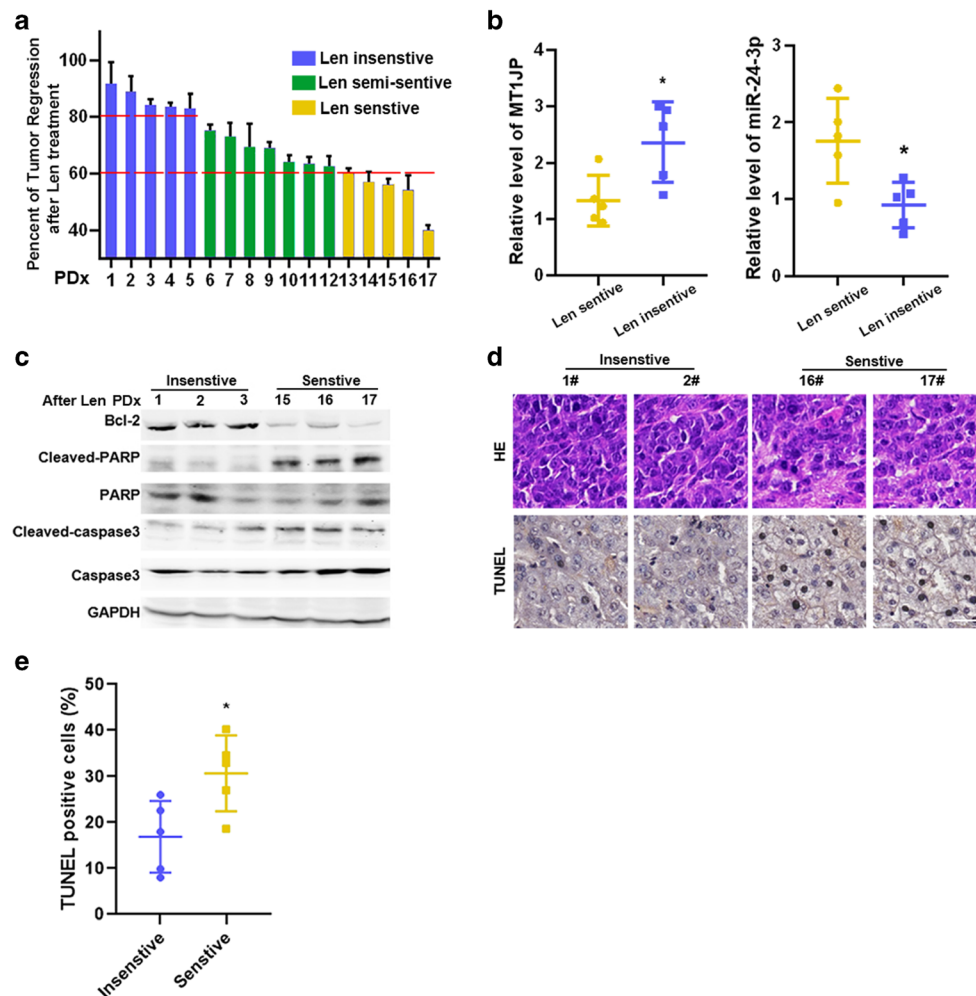 a
Pencent of Tumor Regression
after Len treatment
100
80
60
40
Len insenstive
Len semi-sentive
Len senstive
PDx 1 2 3 4 5 6 7 8 9 10 11 12 13 14 15 16 17
b
Relative level of MT1JP
4
3
2
1
0
*
Len sentive
Len insentive
Relative level of miR-24-3p
3
2
1
0
*
Len sentive
Len insentive
c
Insenstive Senstive
After Len PDx 1 2 3 15 16 17
Bcl-2
Cleaved-PARP
PARP
Cleaved-caspase3
Caspase3
GAPDH
d
Insenstive Senstive
1# 2# 16# 17#
HE
TUNEL
e
TUNEL positive cells (%)
50
40
30
20
10
0
*
Insenstive
Senstive